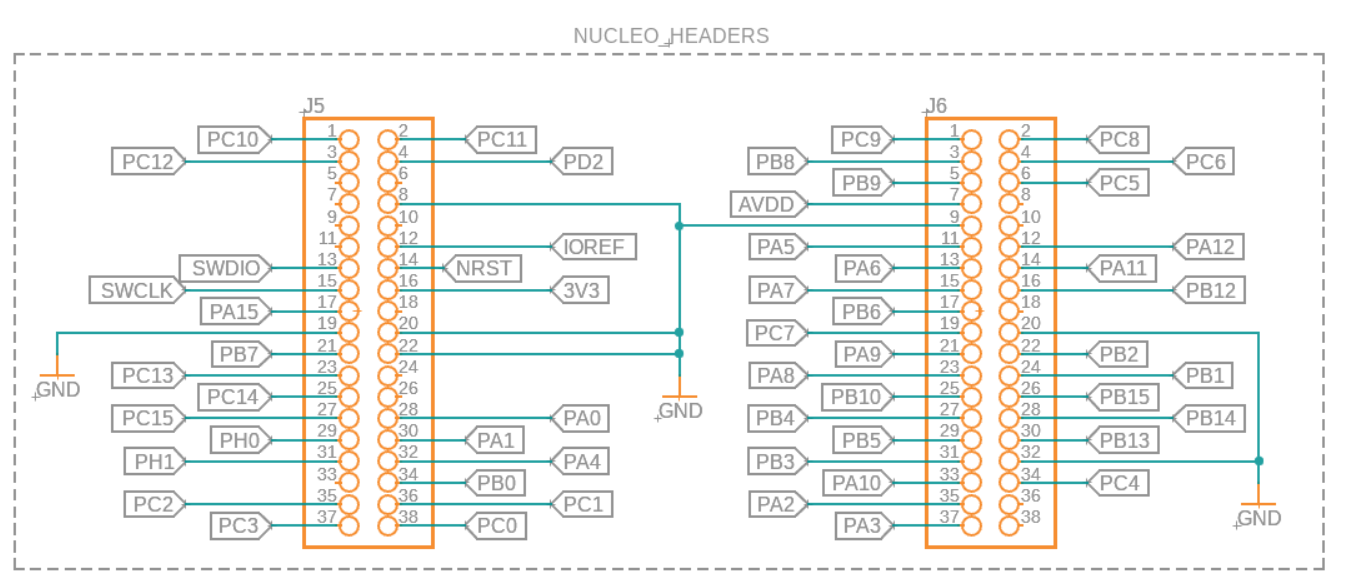 NUCLEO_HEADERS
J5 J6
PC10 1 2 PC11 PC9 1 2 PC8
PC12 3 4 PD2 PB8 3 4 PC6
5 6 PB9 5 6 PC5
7 8 AVDD 7 8
9 10 9 10
11 12 IOREF PA5 11 12 PA12
SWDIO 13 14 NRST PA6 13 14 PA11
SWCLK 15 16 3V3 PA7 15 16 PB12
PA15 17 18 PB6 17 18
19 20 PC7 19 20
PB7 21 22 PA9 21 22 PB2
PC13 23 24 PA8 23 24 PB1
GND
PC14 25 26 PB10 25 26 PB15
GND
PC15 27 28 PA0 PB4 27 28 PB14
PH0 29 30 PA1 PB5 29 30 PB13
PH1 31 32 PA4 PB3 31 32
33 34 PB0 PA10 33 34 PC4
PC2 35 36 PC1 PA2 35 36
GND
PC3 37 38 PC0 PA3 37 38